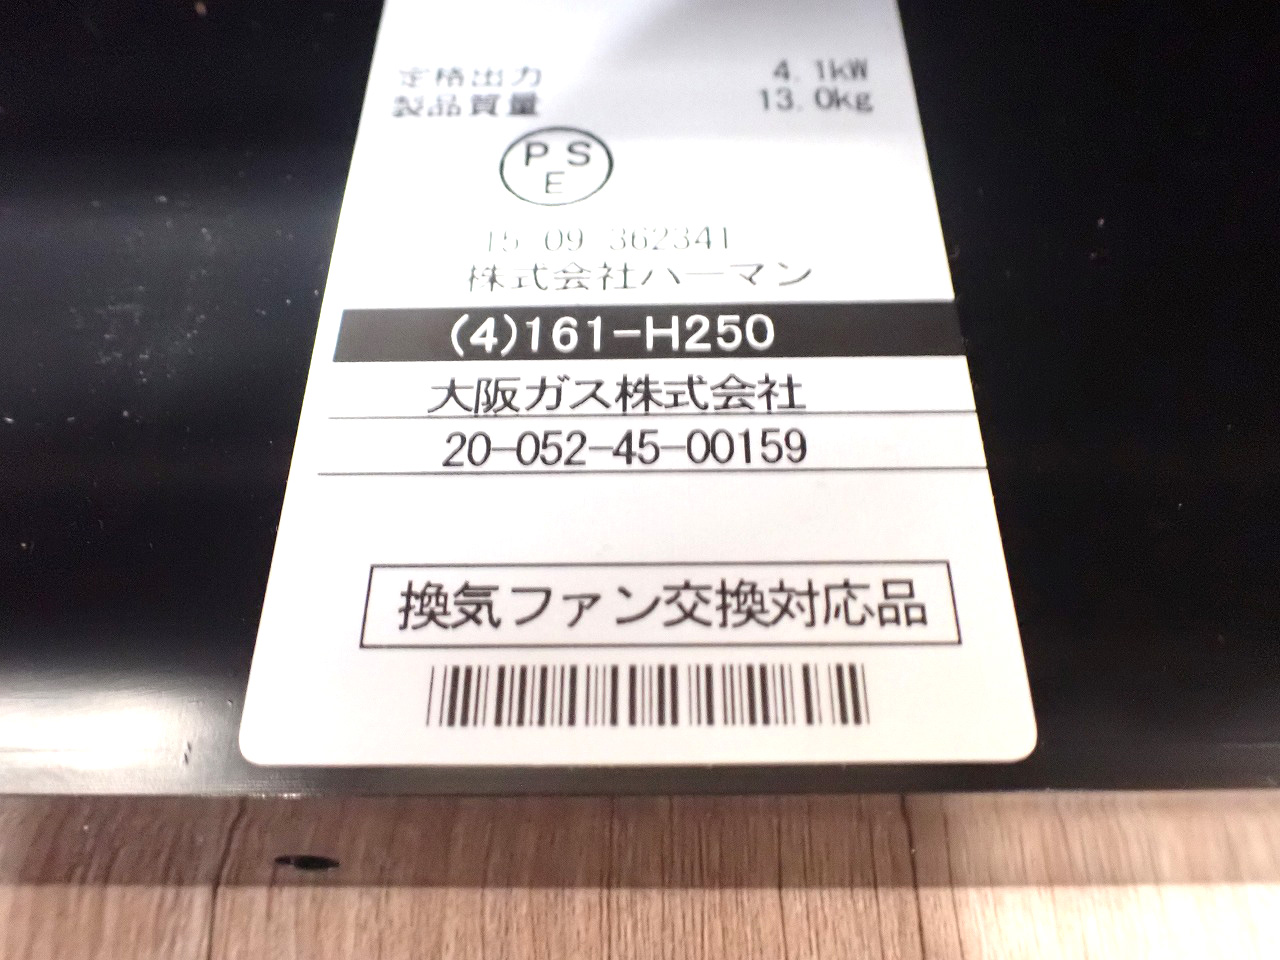 定格出力 4.1kW
製品質量 13.0kg
PS
E
15 09 362341
株式会社ハーマン
(4)161-H250
大阪ガス株式会社
20-052-45-00159
換気ファン交換対応品